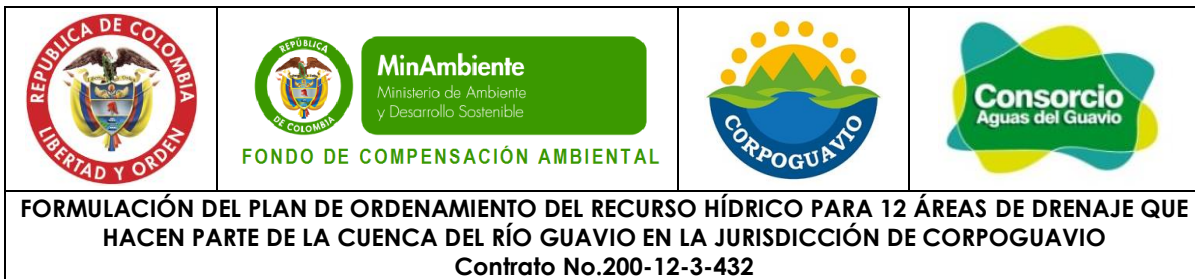 REPUBLICA DE COLOMBIA
LIBERTAD Y ORDEN
REPÚBLICA
DE COLOMBIA
MinAmbiente
Ministerio de Ambiente
y Desarrollo Sostenible
FONDO DE COMPENSACIÓN AMBIENTAL
CORPOGUAVIO
Consorcio
Aguas del Guavio
FORMULACIÓN DEL PLAN DE ORDENAMIENTO DEL RECURSO HÍDRICO PARA 12 ÁREAS DE DRENAJE QUE
HACEN PARTE DE LA CUENCA DEL RÍO GUAVIO EN LA JURISDICCIÓN DE CORPOGUAVIO
Contrato No.200-12-3-432